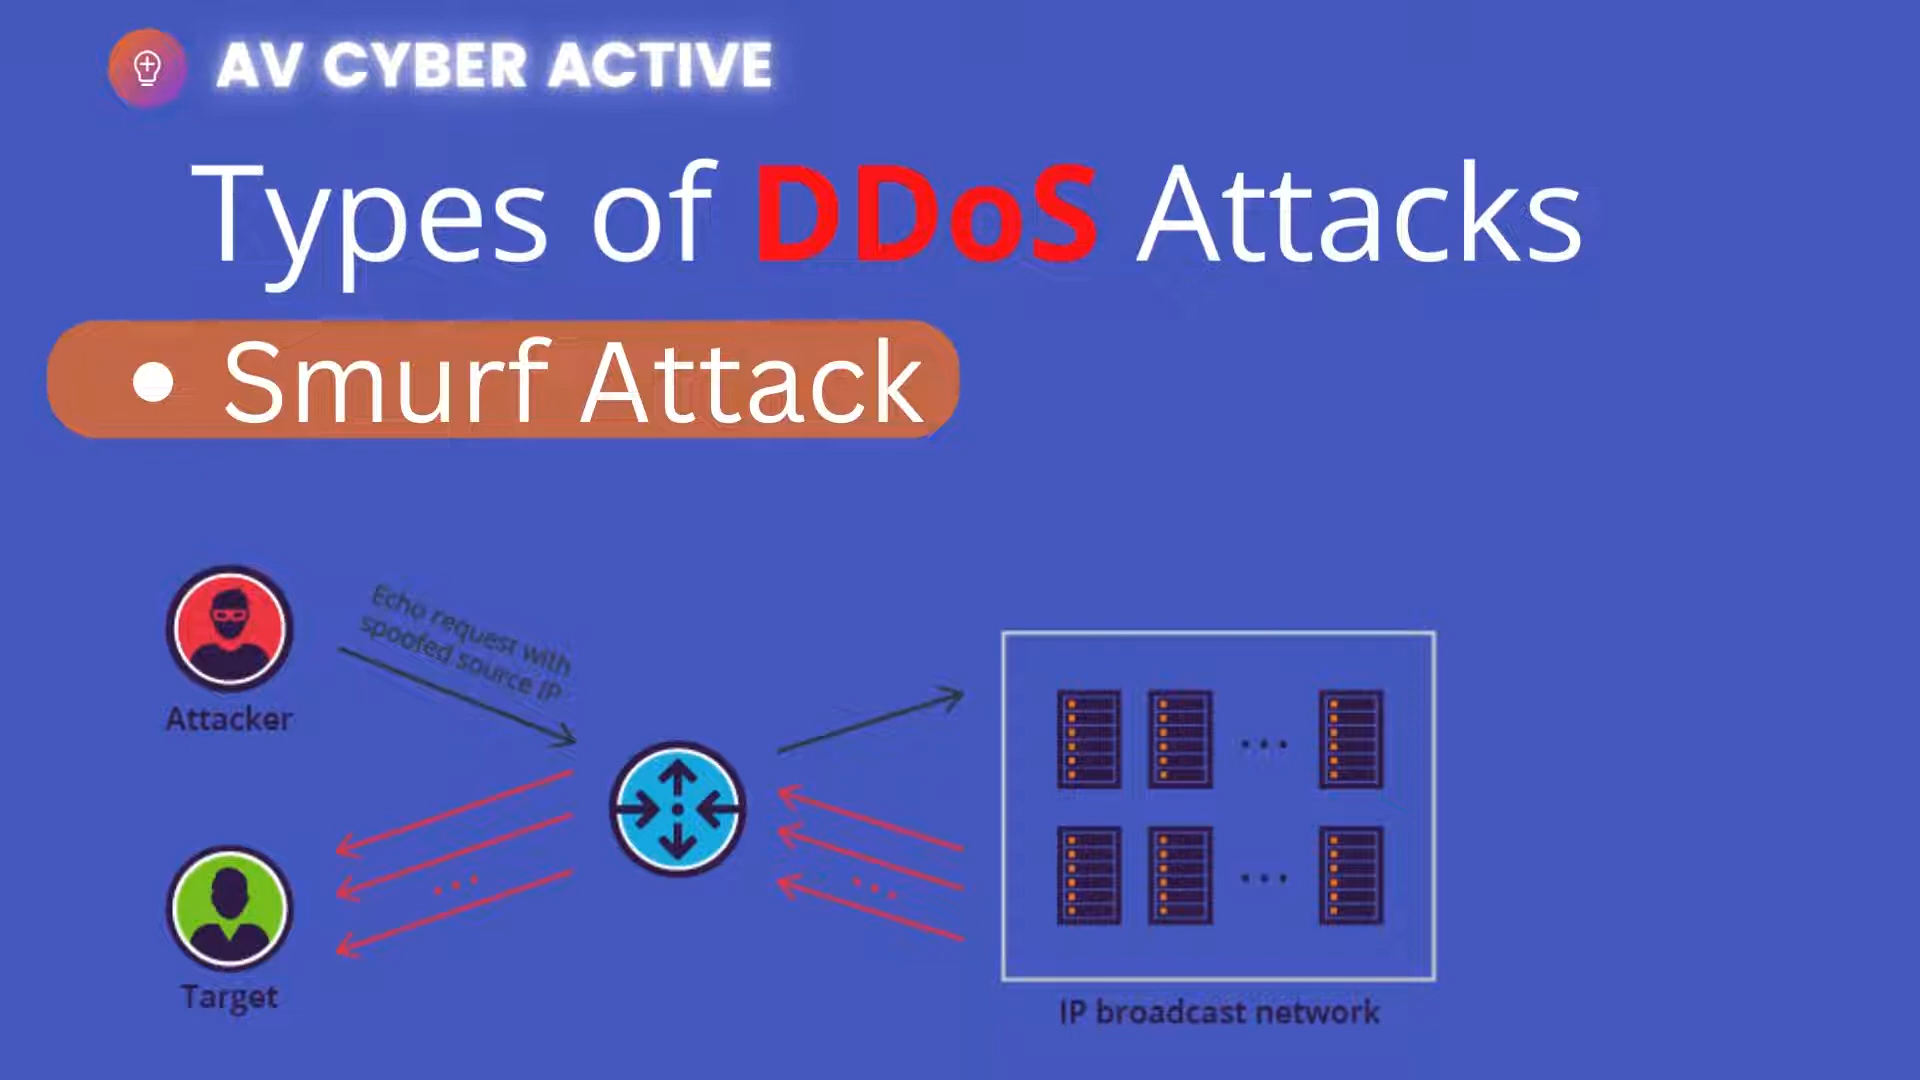 AV CYBER ACTIVE
Types of DDoS Attacks
• Smurf Attack
Echo request with
spoofed source IP
Attacker
Target
IP broadcast network